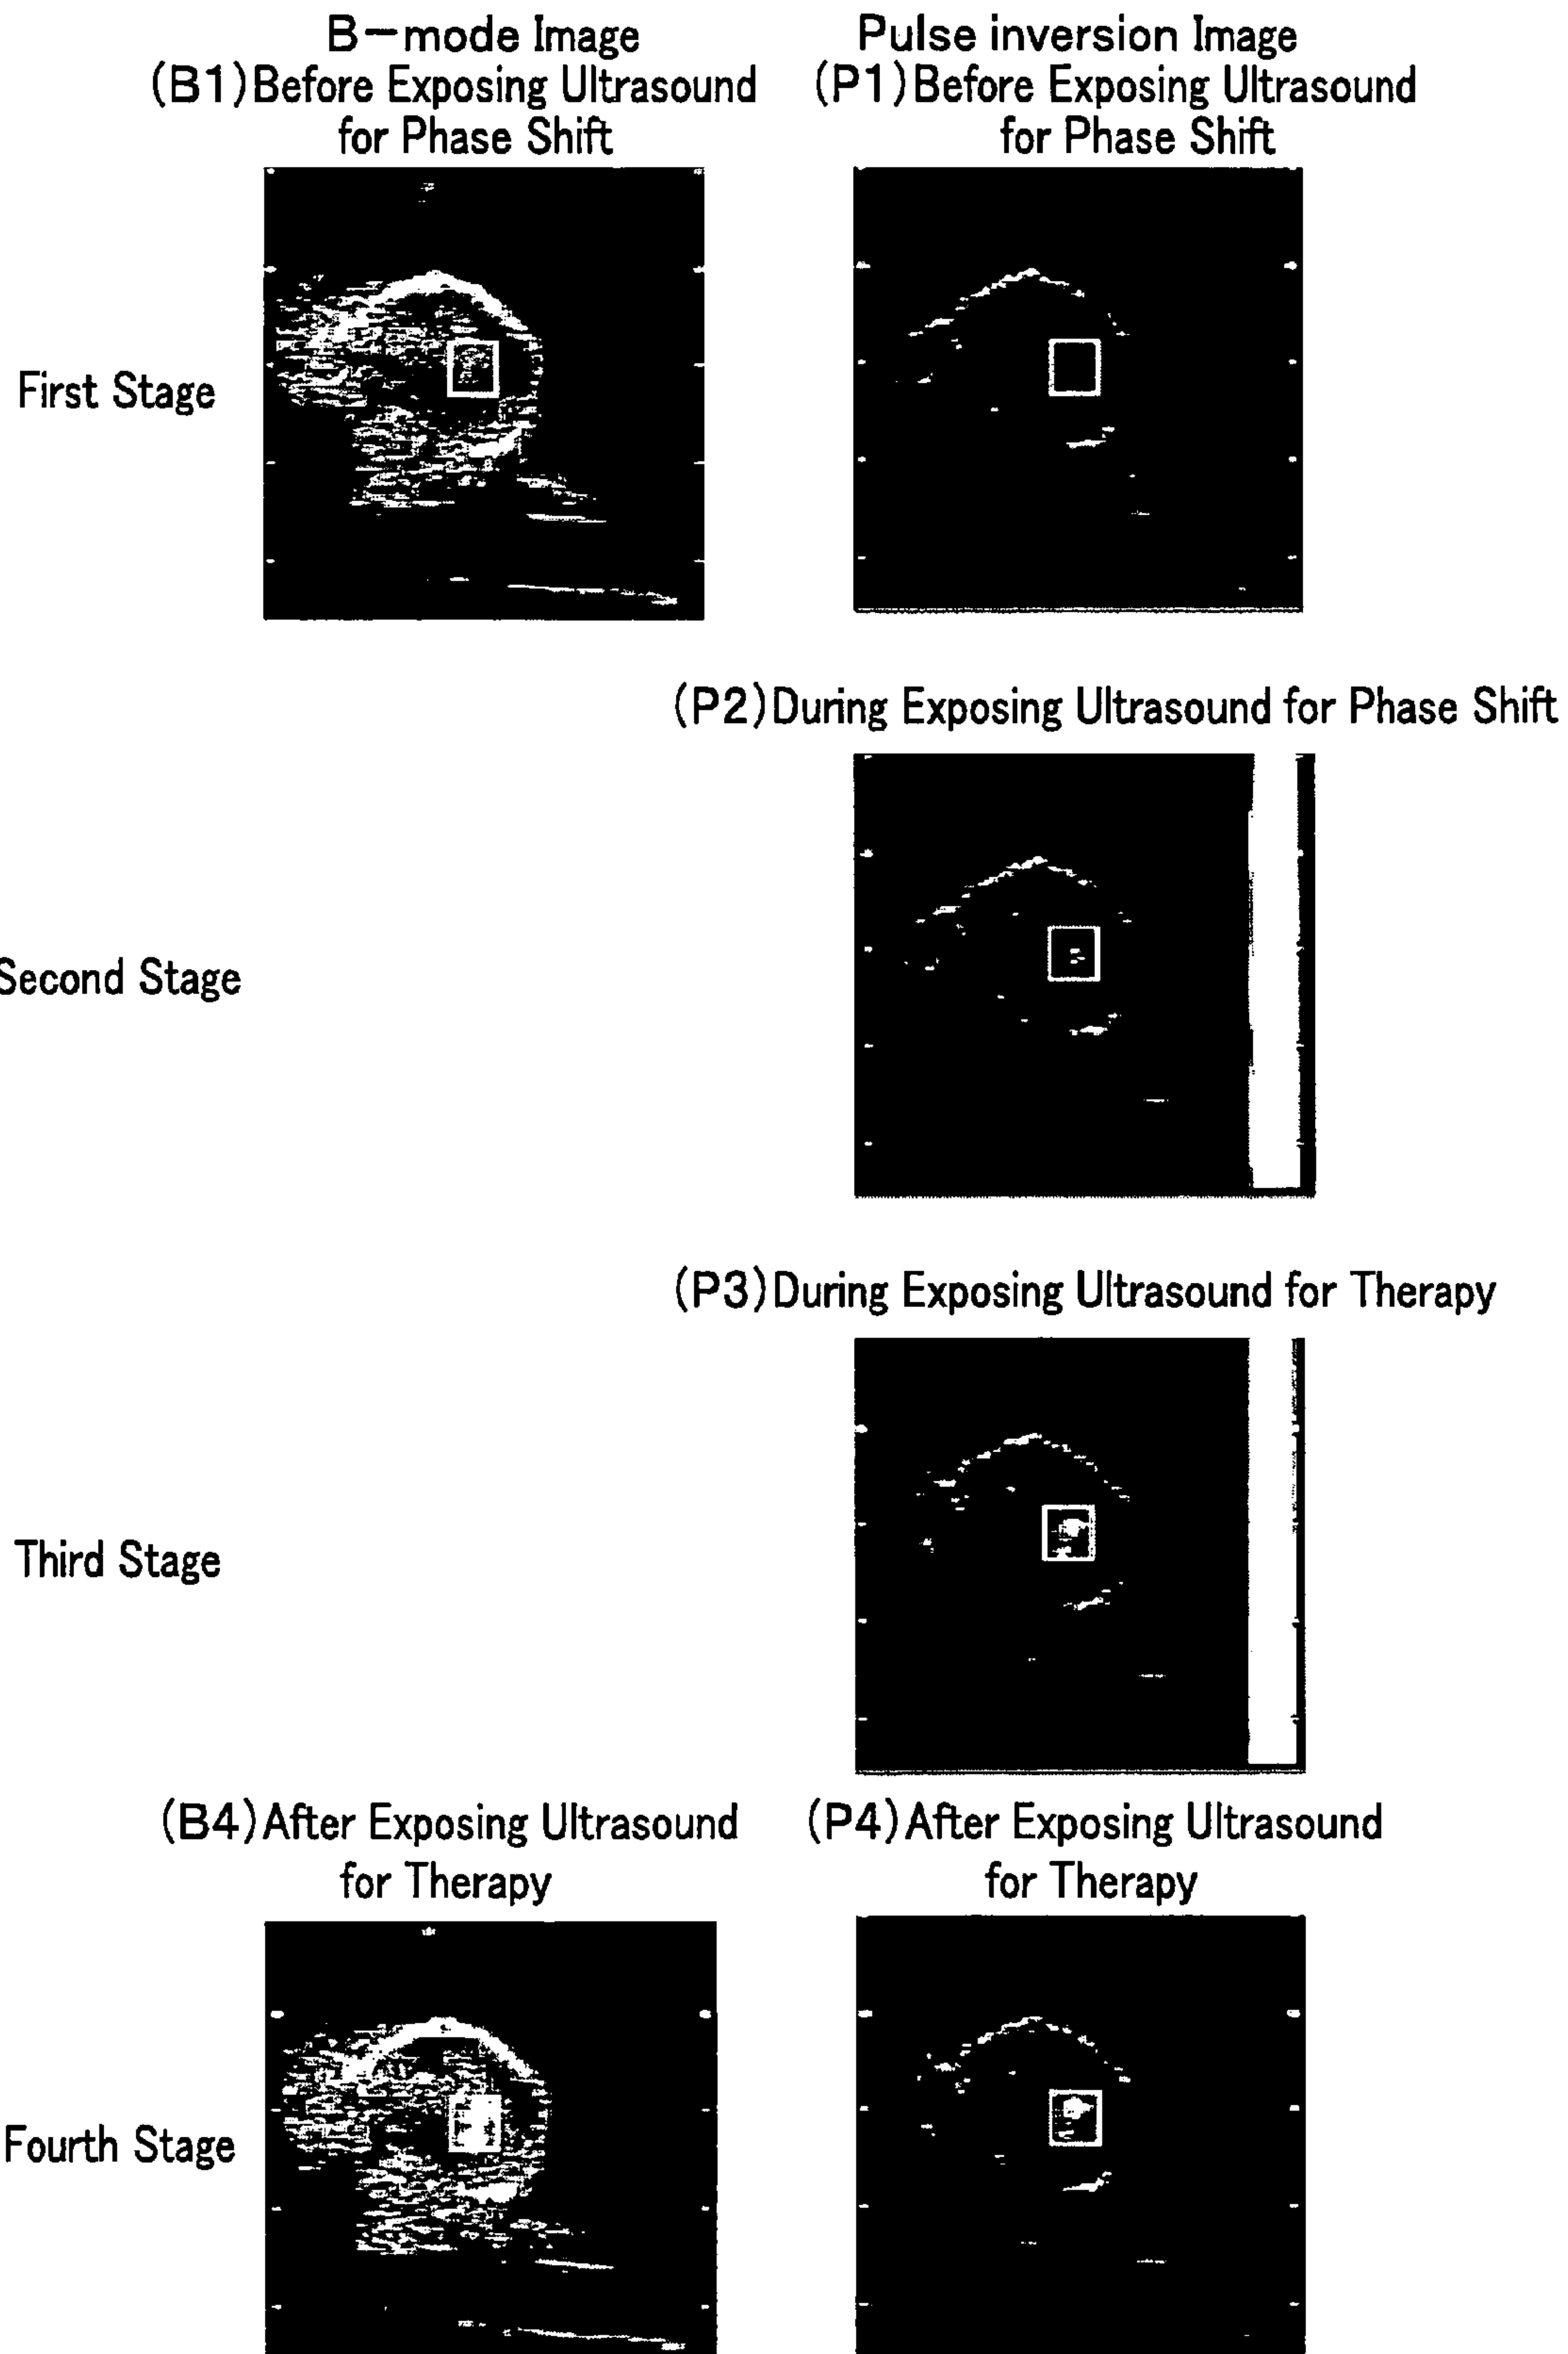 B-mode Image
Pulse inversion Image
(B1)Before Exposing Ultrasound
for Phase Shift
(P1)Before Exposing Ultrasound
for Phase Shift
First Stage
(P2)During Exposing Ultrasound for Phase Shift
Second Stage
(P3)During Exposing Ultrasound for Therapy
Third Stage
(B4)After Exposing Ultrasound
for Therapy
(P4)After Exposing Ultrasound
for Therapy
Fourth Stage